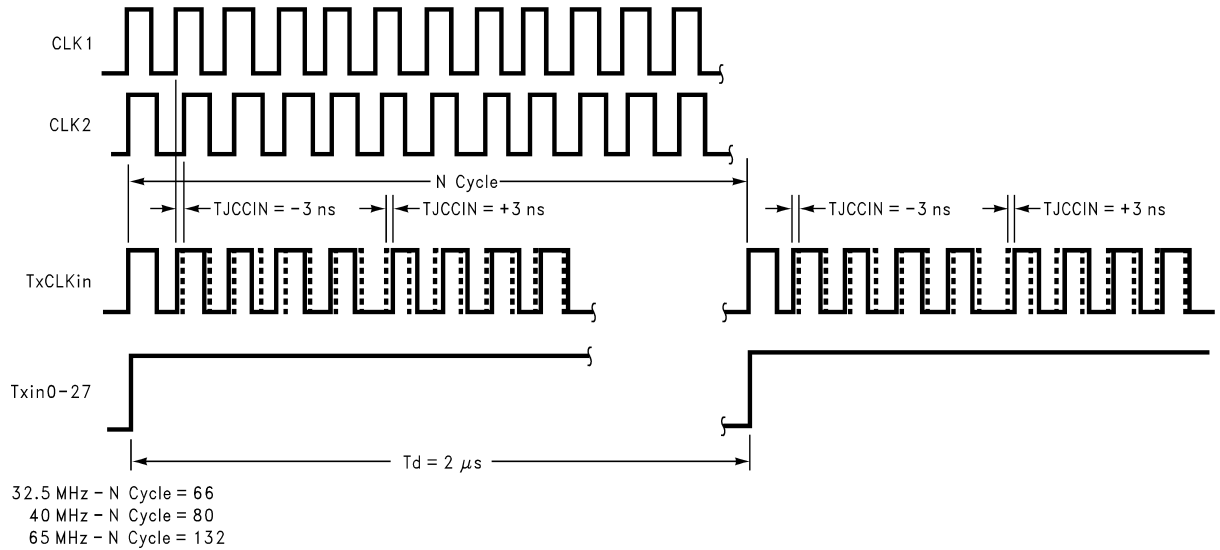 CLK1
CLK2
N Cycle
TJCCIN = −3 ns
TJCCIN = +3 ns
TJCCIN = −3 ns
TJCCIN = +3 ns
TxCLKin
Txin0−27
Td = 2 μs
32.5 MHz − N Cycle = 66
40 MHz − N Cycle = 80
65 MHz − N Cycle = 132